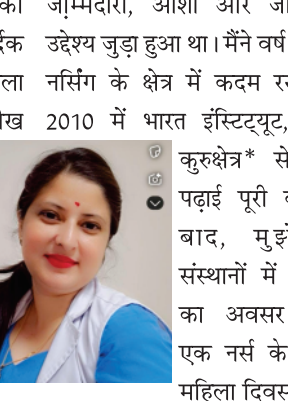 का जिम्मेदारी, आशा और
र्दिक उद्देश्य जुड़ा हुआ था। मैंने वर्ष
ला नर्सिंग के क्षेत्र में कदम
ख 2010 में भारत इंस्टिट्यूट,
कुरुक्षेत्र* से
पढ़ाई पूरी
बाद, मुझे
संस्थानों में
का अवसर
एक नर्स के
महिला दिवस